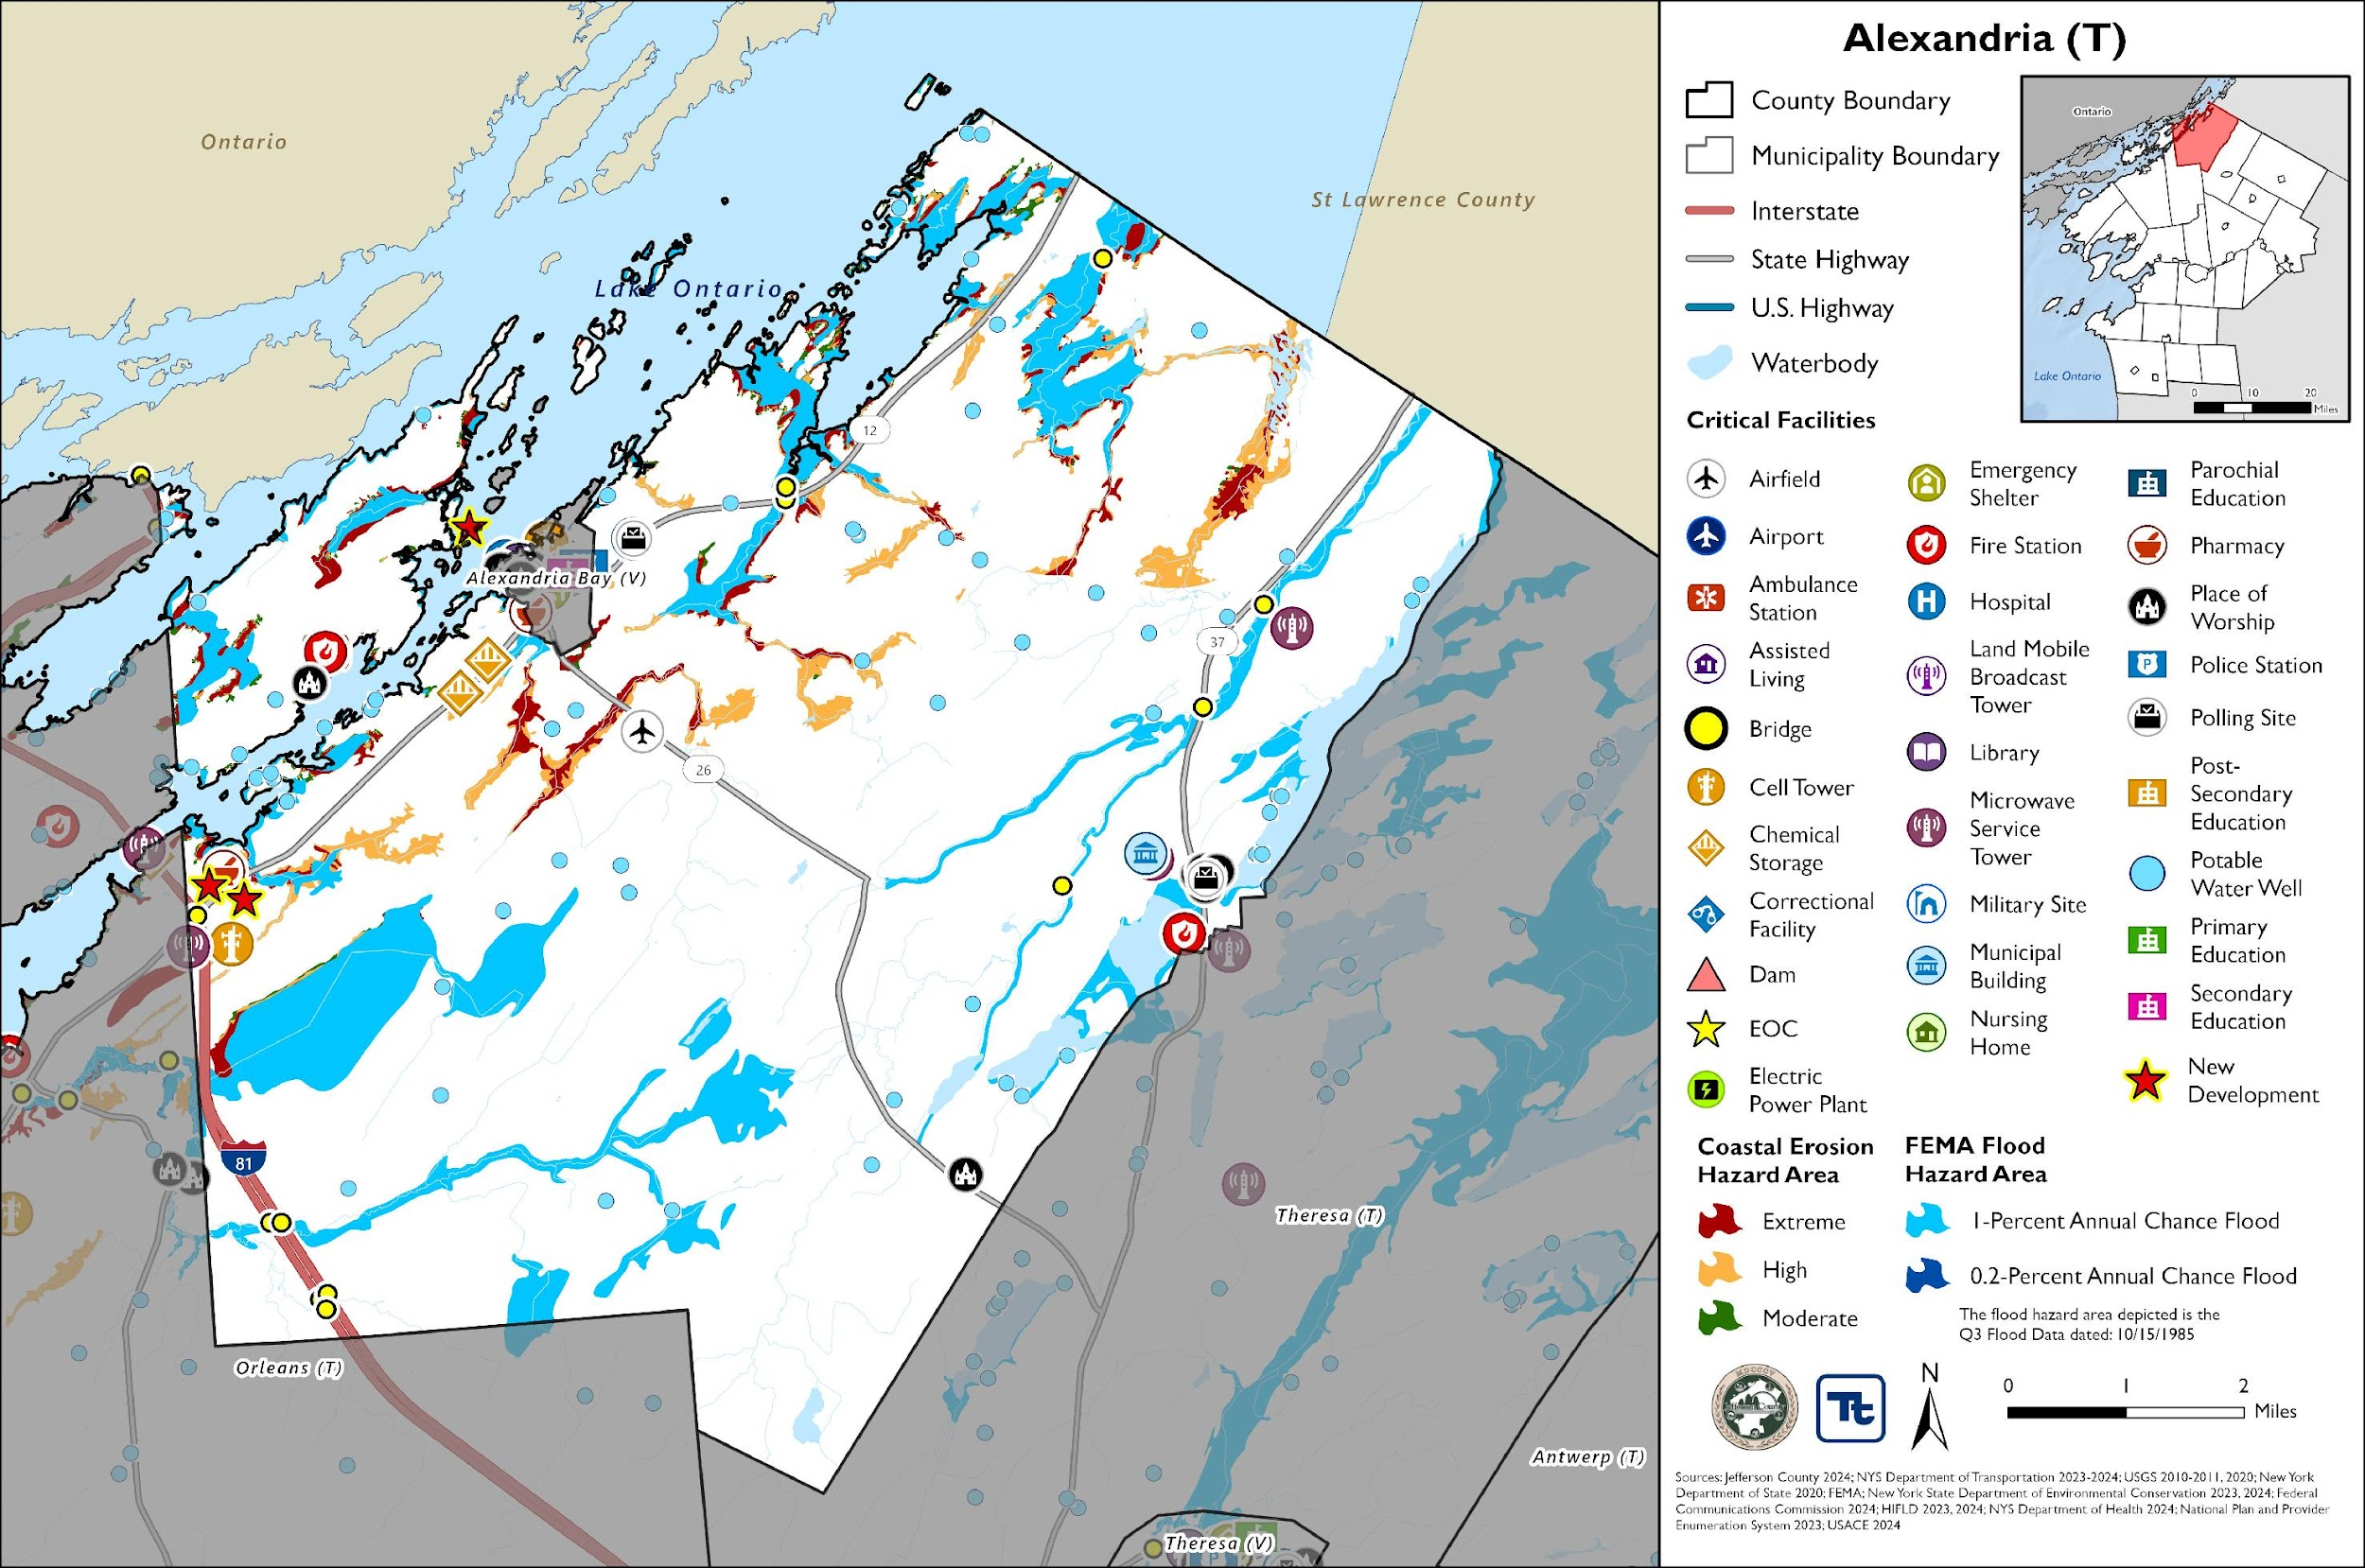 Ontario
St Lawrence County
Lake Ontario
12
Alexandria Bay (V)
37
26
81
Theresa (T)
Orleans (T)
Antwerp (T)
Theresa (V)
Alexandria (T)
County Boundary
Municipality Boundary
Interstate
State Highway
U.S. Highway
Waterbody
Ontario
Lake Ontario
0 10 20
Miles
Critical Facilities
Airfield
Airport
Ambulance
Station
Assisted
Living
Bridge
Cell Tower
Chemical
Storage
Correctional
Facility
Dam
EOC
Electric
Power Plant
Emergency
Shelter
Fire Station
Hospital
Land Mobile
Broadcast
Tower
Library
Microwave
Service
Tower
Military Site
Municipal
Building
Nursing
Home
Parochial
Education
Pharmacy
Place of
Worship
Police Station
Polling Site
Post-
Secondary
Education
Potable
Water Well
Primary
Education
Secondary
Education
New
Development
Coastal Erosion
Hazard Area
Extreme
High
Moderate
FEMA Flood
Hazard Area
1-Percent Annual Chance Flood
0.2-Percent Annual Chance Flood
The flood hazard area depicted is the
Q3 Flood Data dated: 10/15/1985
Tt
N
0 1 2
Miles
Sources: Jefferson County 2024; NYS Department of Transportation 2023-2024; USGS 2010-2011, 2020; New York
Department of State 2020; FEMA; New York State Department of Environmental Conservation 2023, 2024; Federal
Communications Commission 2024; HIFLD 2023, 2024; NYS Department of Health 2024; National Plan and Provider
Enumeration System 2023; USACE 2024